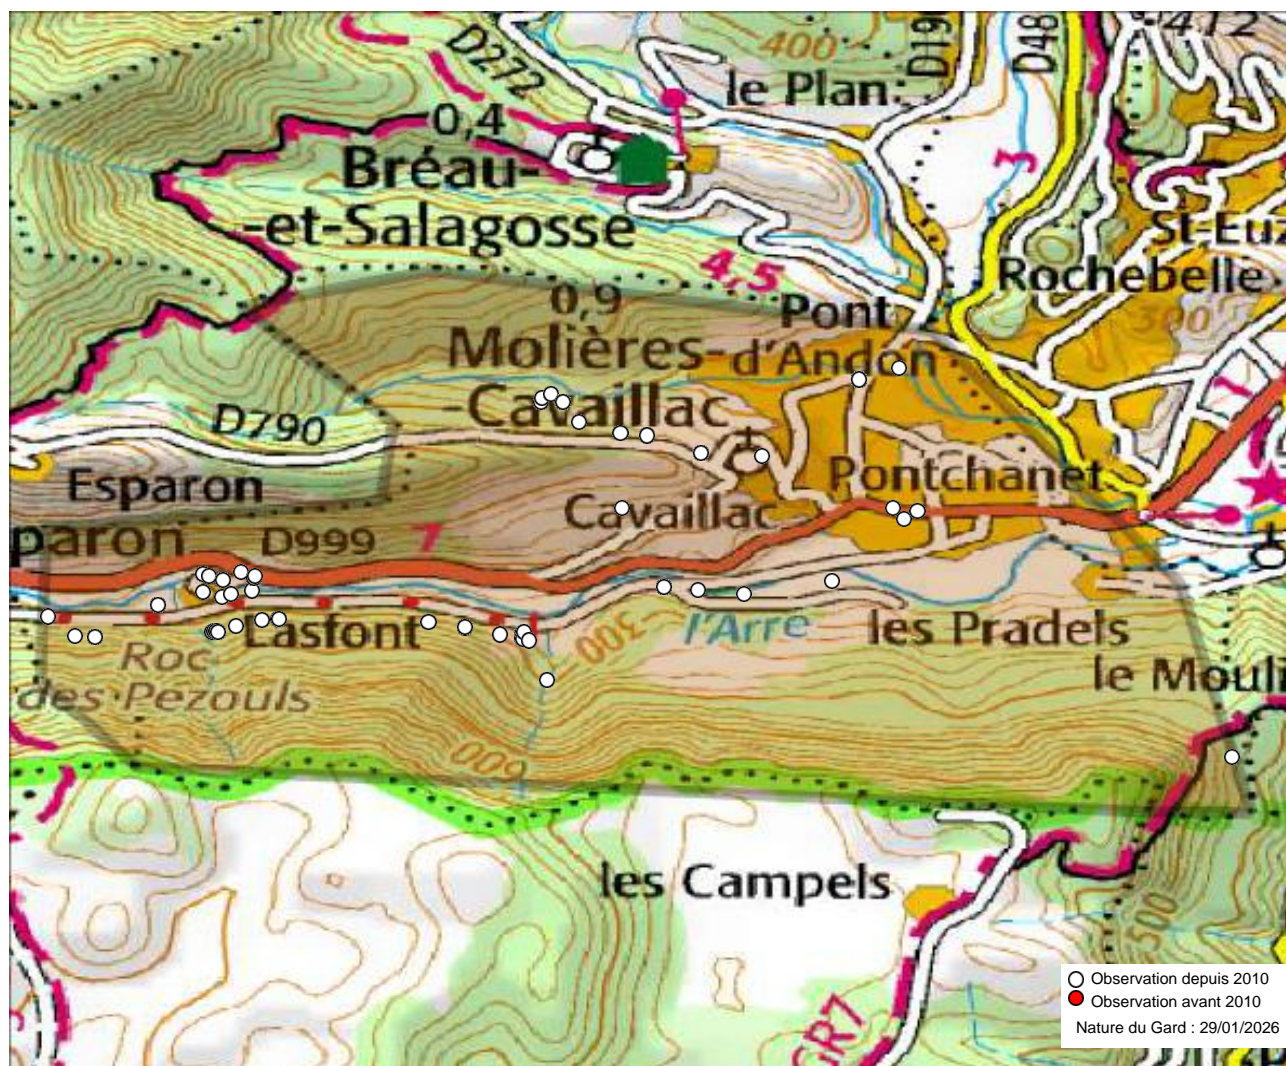 412
D19
D48
D272
400
le Plan
0,4
Bréau-
-et-Salagosse
3
St-Euz
Rochebelle
4,5
0,9
Pont
d'Andon
300
Molières-
-Cavaillac
1
D790
Pontchanet
Esparon
Cavaillac
paron
D999
7
Lasfont
300
l'Arre
les Pradels
Roc
des Pezouls
le Mouli
600
les Campels
500
GR7
Observation depuis 2010
Observation avant 2010
Nature du Gard : 29/01/2026